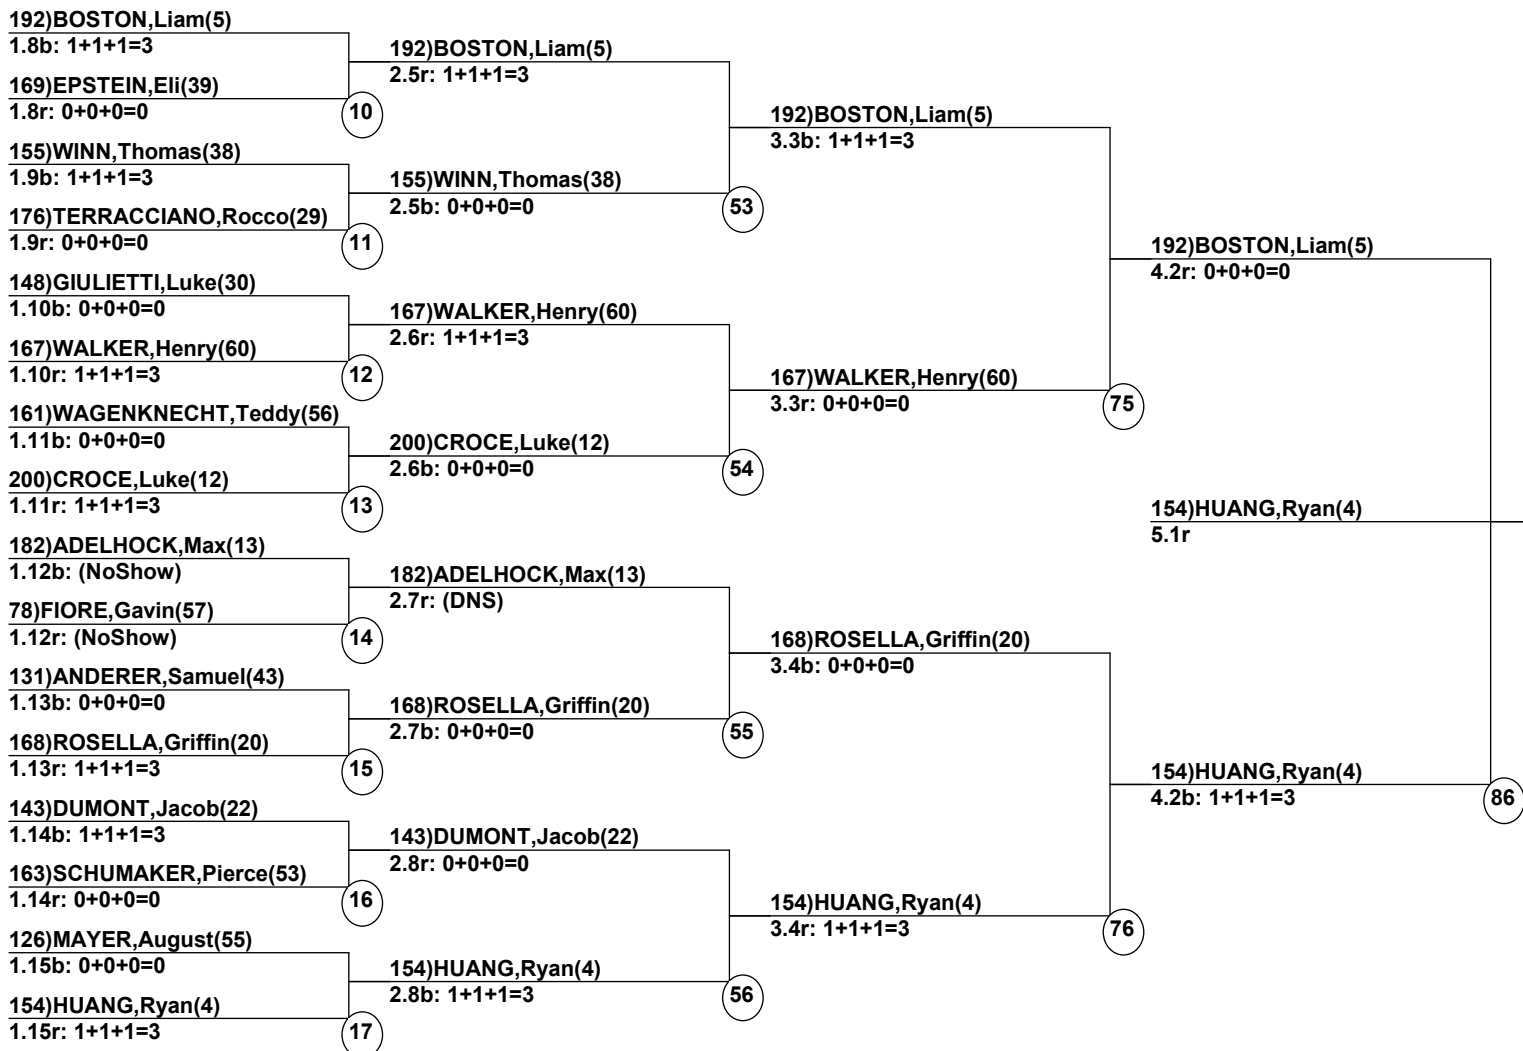 192)BOSTON,Liam(5)
1.8b: 1+1+1=3
169)EPSTEIN,Eli(39)
1.8r: 0+0+0=0
10
155)WINN,Thomas(38)
1.9b: 1+1+1=3
176)TERRACCIANO,Rocco(29)
1.9r: 0+0+0=0
11
148)GIULIETTI,Luke(30)
1.10b: 0+0+0=0
167)WALKER,Henry(60)
1.10r: 1+1+1=3
12
161)WAGENKNECHT,Teddy(56)
1.11b: 0+0+0=0
200)CROCE,Luke(12)
1.11r: 1+1+1=3
13
182)ADELHOCK,Max(13)
1.12b: (NoShow)
78)FIORE,Gavin(57)
1.12r: (NoShow)
14
131)ANDERER,Samuel(43)
1.13b: 0+0+0=0
168)ROSELLA,Griffin(20)
1.13r: 1+1+1=3
15
143)DUMONT,Jacob(22)
1.14b: 1+1+1=3
163)SCHUMAKER,Pierce(53)
1.14r: 0+0+0=0
16
126)MAYER,August(55)
1.15b: 0+0+0=0
154)HUANG,Ryan(4)
1.15r: 1+1+1=3
17
192)BOSTON,Liam(5)
2.5r: 1+1+1=3
155)WINN,Thomas(38)
2.5b: 0+0+0=0
53
167)WALKER,Henry(60)
2.6r: 1+1+1=3
200)CROCE,Luke(12)
2.6b: 0+0+0=0
54
182)ADELHOCK,Max(13)
2.7r: (DNS)
168)ROSELLA,Griffin(20)
2.7b: 0+0+0=0
55
143)DUMONT,Jacob(22)
2.8r: 0+0+0=0
154)HUANG,Ryan(4)
2.8b: 1+1+1=3
56
192)BOSTON,Liam(5)
3.3b: 1+1+1=3
167)WALKER,Henry(60)
3.3r: 0+0+0=0
75
168)ROSELLA,Griffin(20)
3.4b: 0+0+0=0
154)HUANG,Ryan(4)
3.4r: 1+1+1=3
76
192)BOSTON,Liam(5)
4.2r: 0+0+0=0
154)HUANG,Ryan(4)
5.1r
154)HUANG,Ryan(4)
4.2b: 1+1+1=3
86